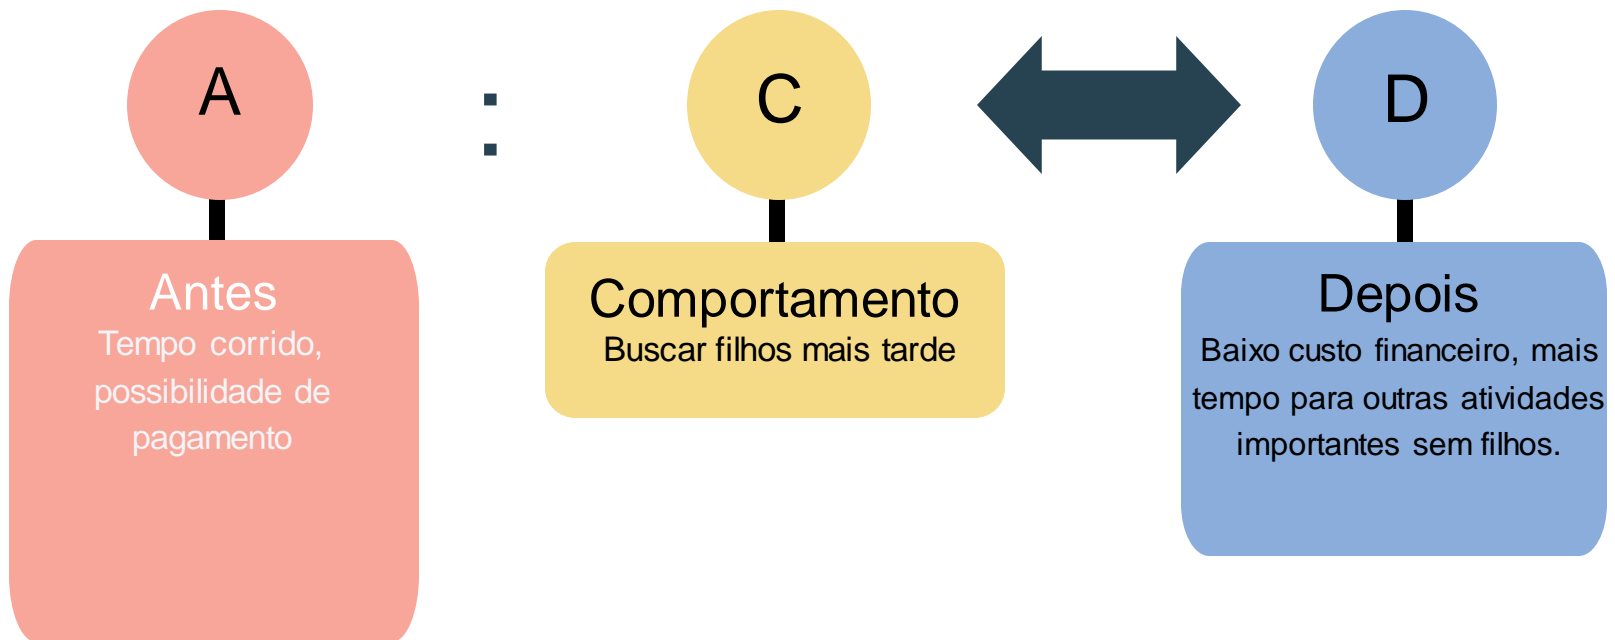 A
:
C
D
Antes
Tempo corrido,
possibilidade de
pagamento
Comportamento
Buscar filhos mais tarde
Depois
Baixo custo financeiro, mais
tempo para outras atividades
importantes sem filhos.